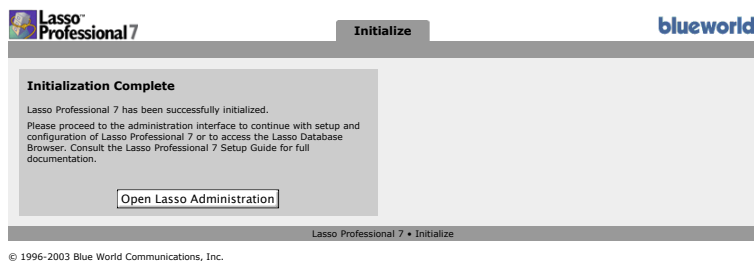 Lasso™
Professional 7
Initialize
blueworld
Initialization Complete
Lasso Professional 7 has been successfully initialized.
Please proceed to the administration interface to continue with setup and
configuration of Lasso Professional 7 or to access the Lasso Database
Browser. Consult the Lasso Professional 7 Setup Guide for full
documentation.
Open Lasso Administration
Lasso Professional 7 • Initialize
© 1996-2003 Blue World Communications, Inc.